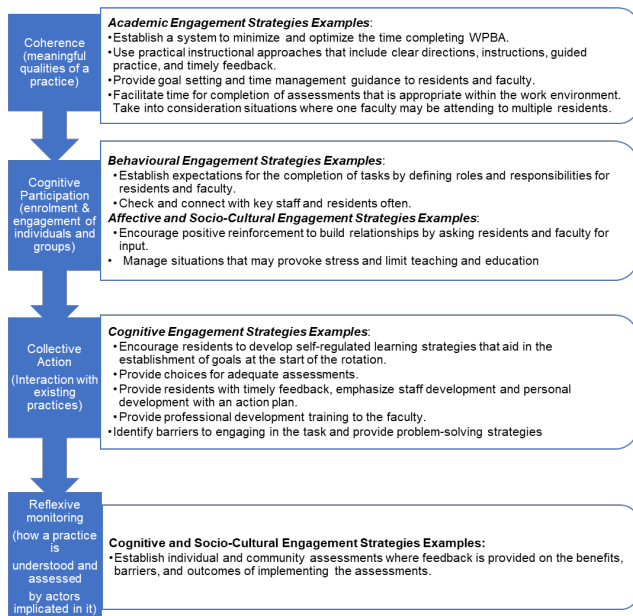 Coherence
(meaningful
qualities of a
practice)
Academic Engagement Strategies Examples:
•Establish a system to minimize and optimize the time completing WPBA.
•Use practical instructional approaches that include clear directions, instructions, guided
practice, and timely feedback.
•Provide goal setting and time management guidance to residents and faculty.
•Facilitate time for completion of assessments that is appropriate within the work environment.
Take into consideration situations where one faculty may be attending to multiple residents.
Cognitive
Participation
(enrolment &
engagement of
individuals and
groups)
Behavioural Engagement Strategies Examples:
•Establish expectations for the completion of tasks by defining roles and responsibilities for
residents and faculty.
•Check and connect with key staff and residents often.
Affective and Socio-Cultural Engagement Strategies Examples:
•Encourage positive reinforcement to build relationships by asking residents and faculty for
input.
• Manage situations that may provoke stress and limit teaching and education
Collective
Action
(Interaction with
existing
practices)
Cognitive Engagement Strategies Examples:
•Encourage residents to develop self-regulated learning strategies that aid in the
establishment of goals at the start of the rotation.
•Provide choices for adequate assessments.
•Provide residents with timely feedback, emphasize staff development and personal
development with an action plan.
•Provide professional development training to the faculty.
•Identify barriers to engaging in the task and provide problem-solving strategies
Reflexive
monitoring
(how a practice
is
understood and
assessed
by actors
implicated in it)
Cognitive and Socio-Cultural Engagement Strategies Examples:
•Establish individual and community assessments where feedback is provided on the benefits,
barriers, and outcomes of implementing the assessments.